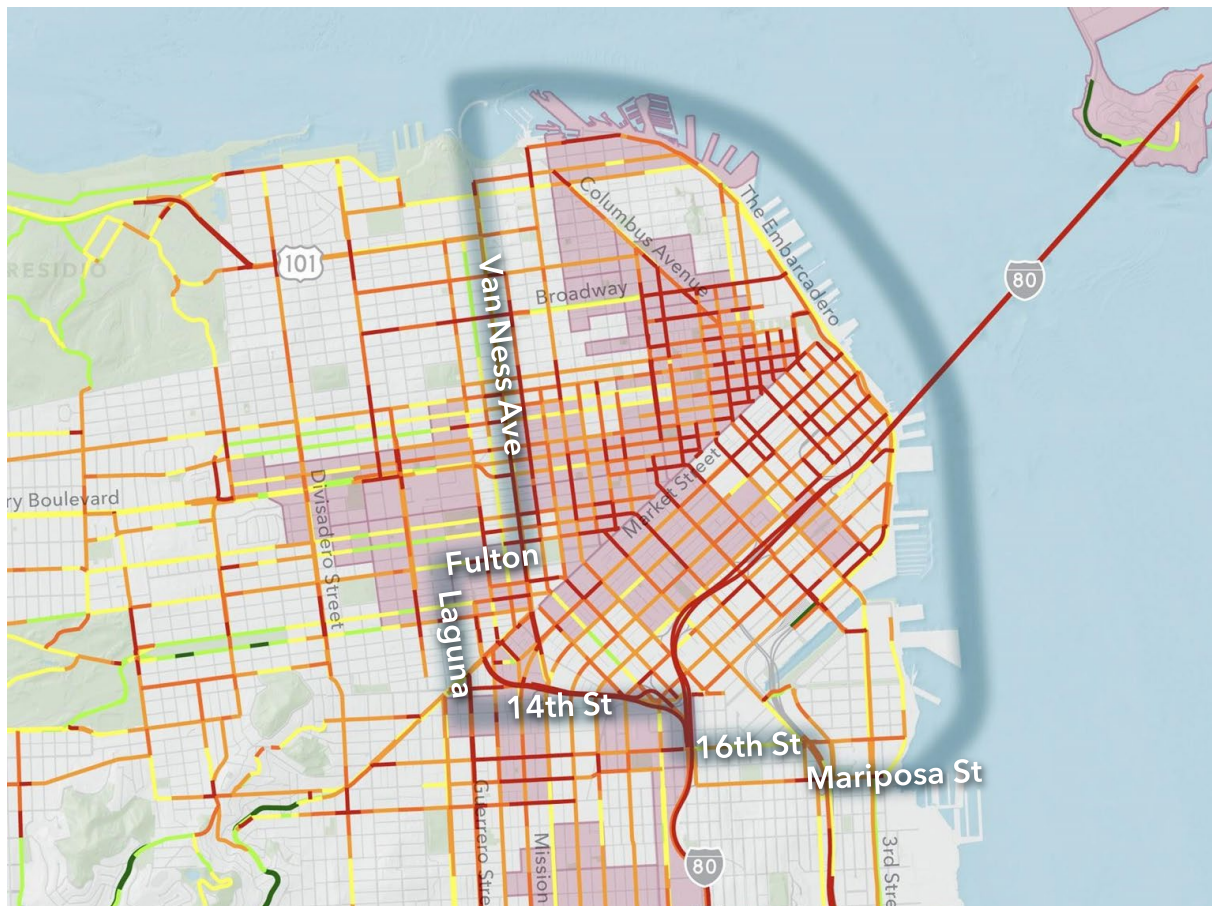 Columbus Avenue
The Embarcadero
RESIDIO
101
80
Van Ness Ave
Broadway
Market Street
ry Boulevard
Divisadero Street
Fulton
Laguna
14th St
16th St
Mariposa St
Guerrero Stre
Mission
80
3rd Stre